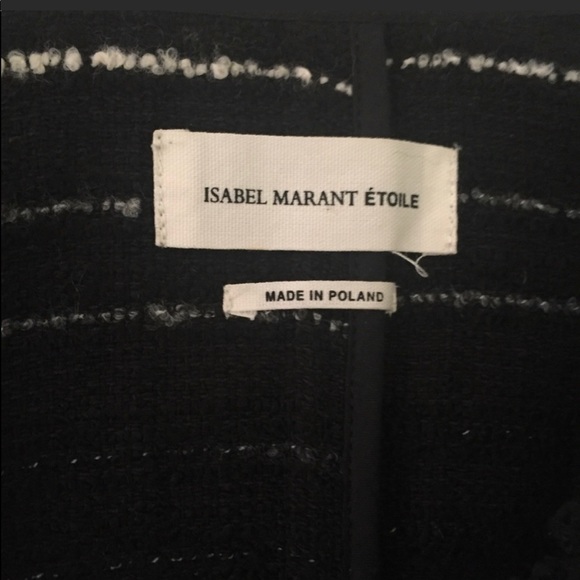 ISABEL MARANT ÉTOILE
MADE IN POLAND